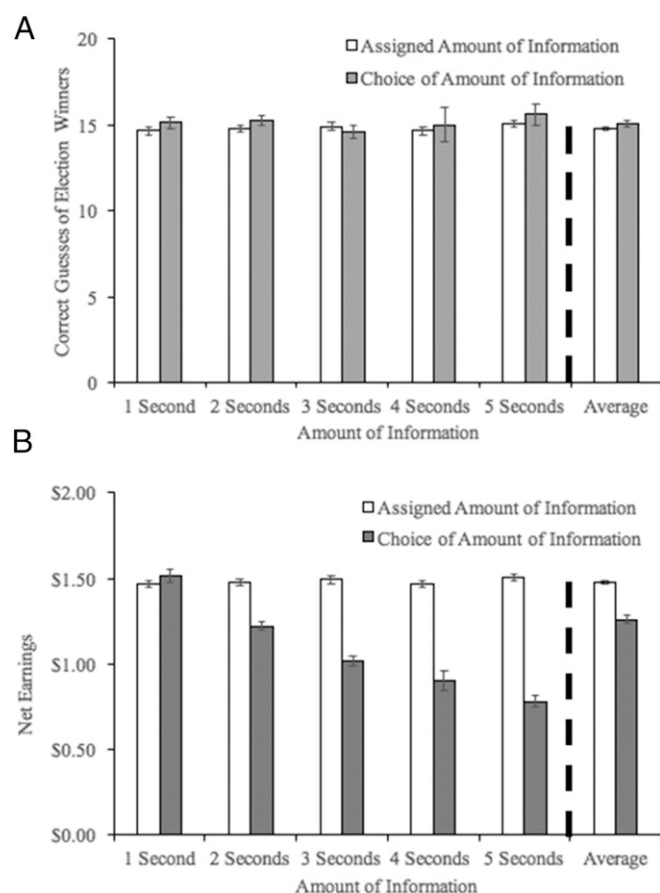 A
20
15
10
5
0
Correct Guesses of Election Winners
Assigned Amount of Information
Choice of Amount of Information
1 Second 2 Seconds 3 Seconds 4 Seconds 5 Seconds Average
Amount of Information
B
$2.00
$1.50
$1.00
$0.50
$0.00
Net Earnings
Assigned Amount of Information
Choice of Amount of Information
1 Second 2 Seconds 3 Seconds 4 Seconds 5 Seconds Average
Amount of Information